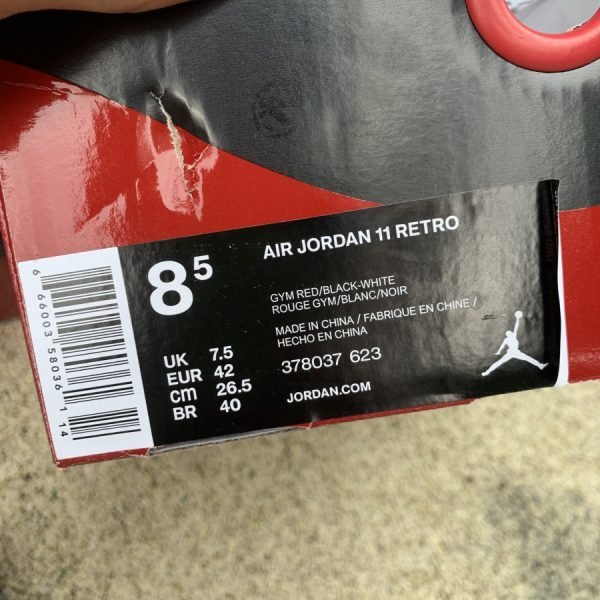 AIR JORDAN 11 RETRO
8 5
GYM RED/BLACK-WHITE
ROUGE GYM/BLANC/NOIR
MADE IN CHINA / FABRIQUE EN CHINE /
HECHO EN CHINA
UK 7.5
EUR 42
CM 26.5
BR 40
378037 623
JORDAN.COM
6 66003 58036 1 14